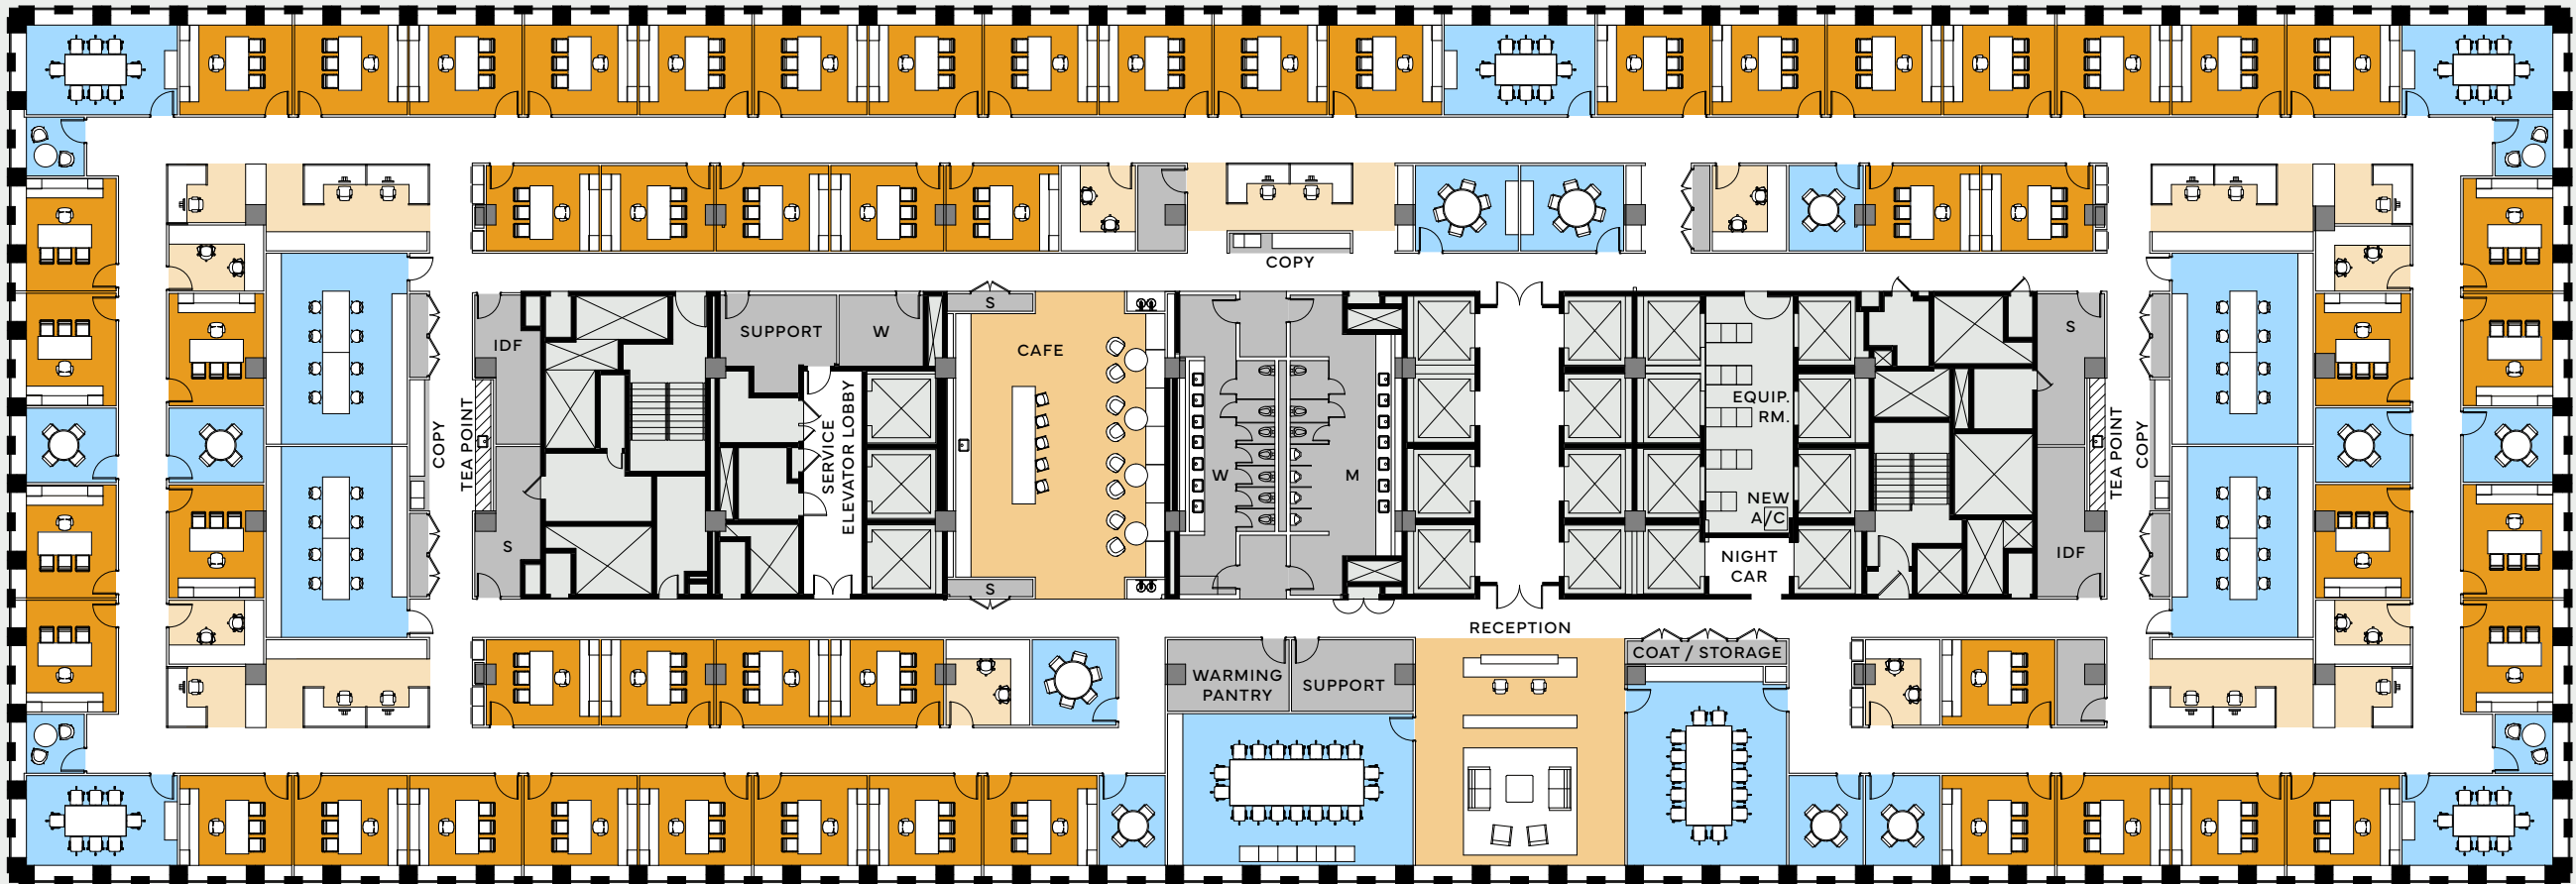 COPY
S
IDF
SUPPORT
W
CAFE
S
EQUIP.
RM.
COPY
TEA POINT
SERVICE
ELEVATOR LOBBY
W
M
TEA POINT
COPY
NEW
A/C
S
NIGHT
CAR
IDF
S
RECEPTION
WARMING
PANTRY
SUPPORT
COAT / STORAGE